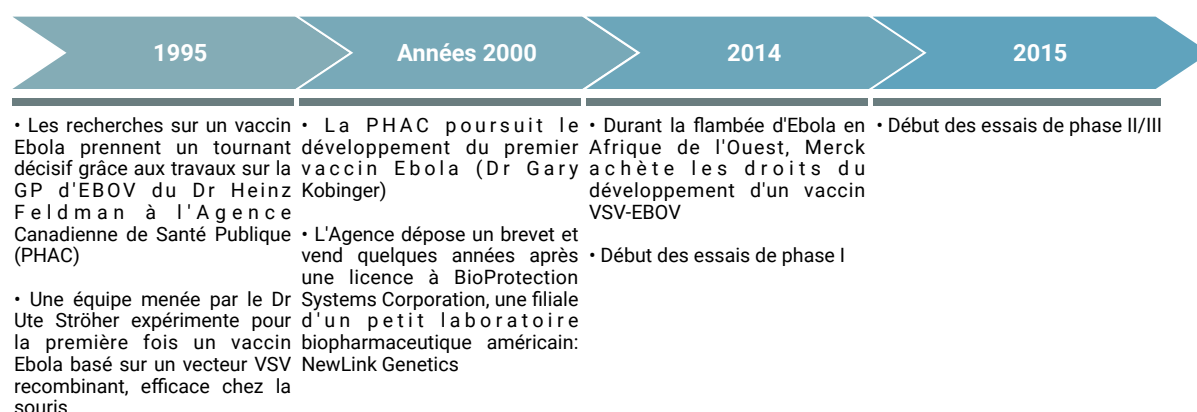 1995
Années 2000
2014
2015
• Les recherches sur un vaccin
Ebola prennent un tournant
décisif grâce aux travaux sur la
GP d'EBOV du Dr Heinz
Feldman à l'Agence
Canadienne de Santé Publique
(PHAC)
• Une équipe menée par le Dr
Ute Ströher expérimente pour
la première fois un vaccin
Ebola basé sur un vecteur VSV
recombinant, efficace chez la
souris
• La PHAC poursuit le
développement du premier
vaccin Ebola (Dr Gary
Kobinger)
• L'Agence dépose un brevet et
vend quelques années après
une licence à BioProtection
Systems Corporation, une filiale
d'un petit laboratoire
biopharmaceutique américain:
NewLink Genetics
• Durant la flambée d'Ebola en
Afrique de l'Ouest, Merck
achète les droits du
développement d'un vaccin
VSV-EBOV
• Début des essais de phase I
• Début des essais de phase II/III